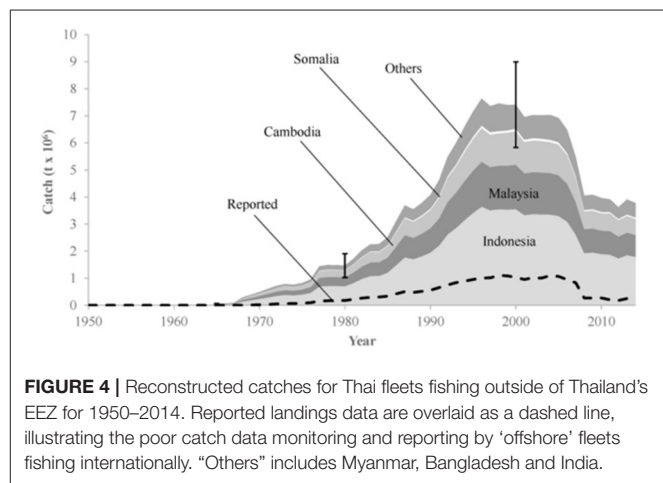 10
9
8
7
6
5
4
3
2
1
0
Catch (t x 10⁶)
Somalia
Others
Cambodia
Reported
Malaysia
Indonesia
1950 1960 1970 1980 1990 2000 2010
Year
FIGURE 4 | Reconstructed catches for Thai fleets fishing outside of Thailand’s
EEZ for 1950–2014. Reported landings data are overlaid as a dashed line,
illustrating the poor catch data monitoring and reporting by ‘offshore’ fleets
fishing internationally. “Others” includes Myanmar, Bangladesh and India.